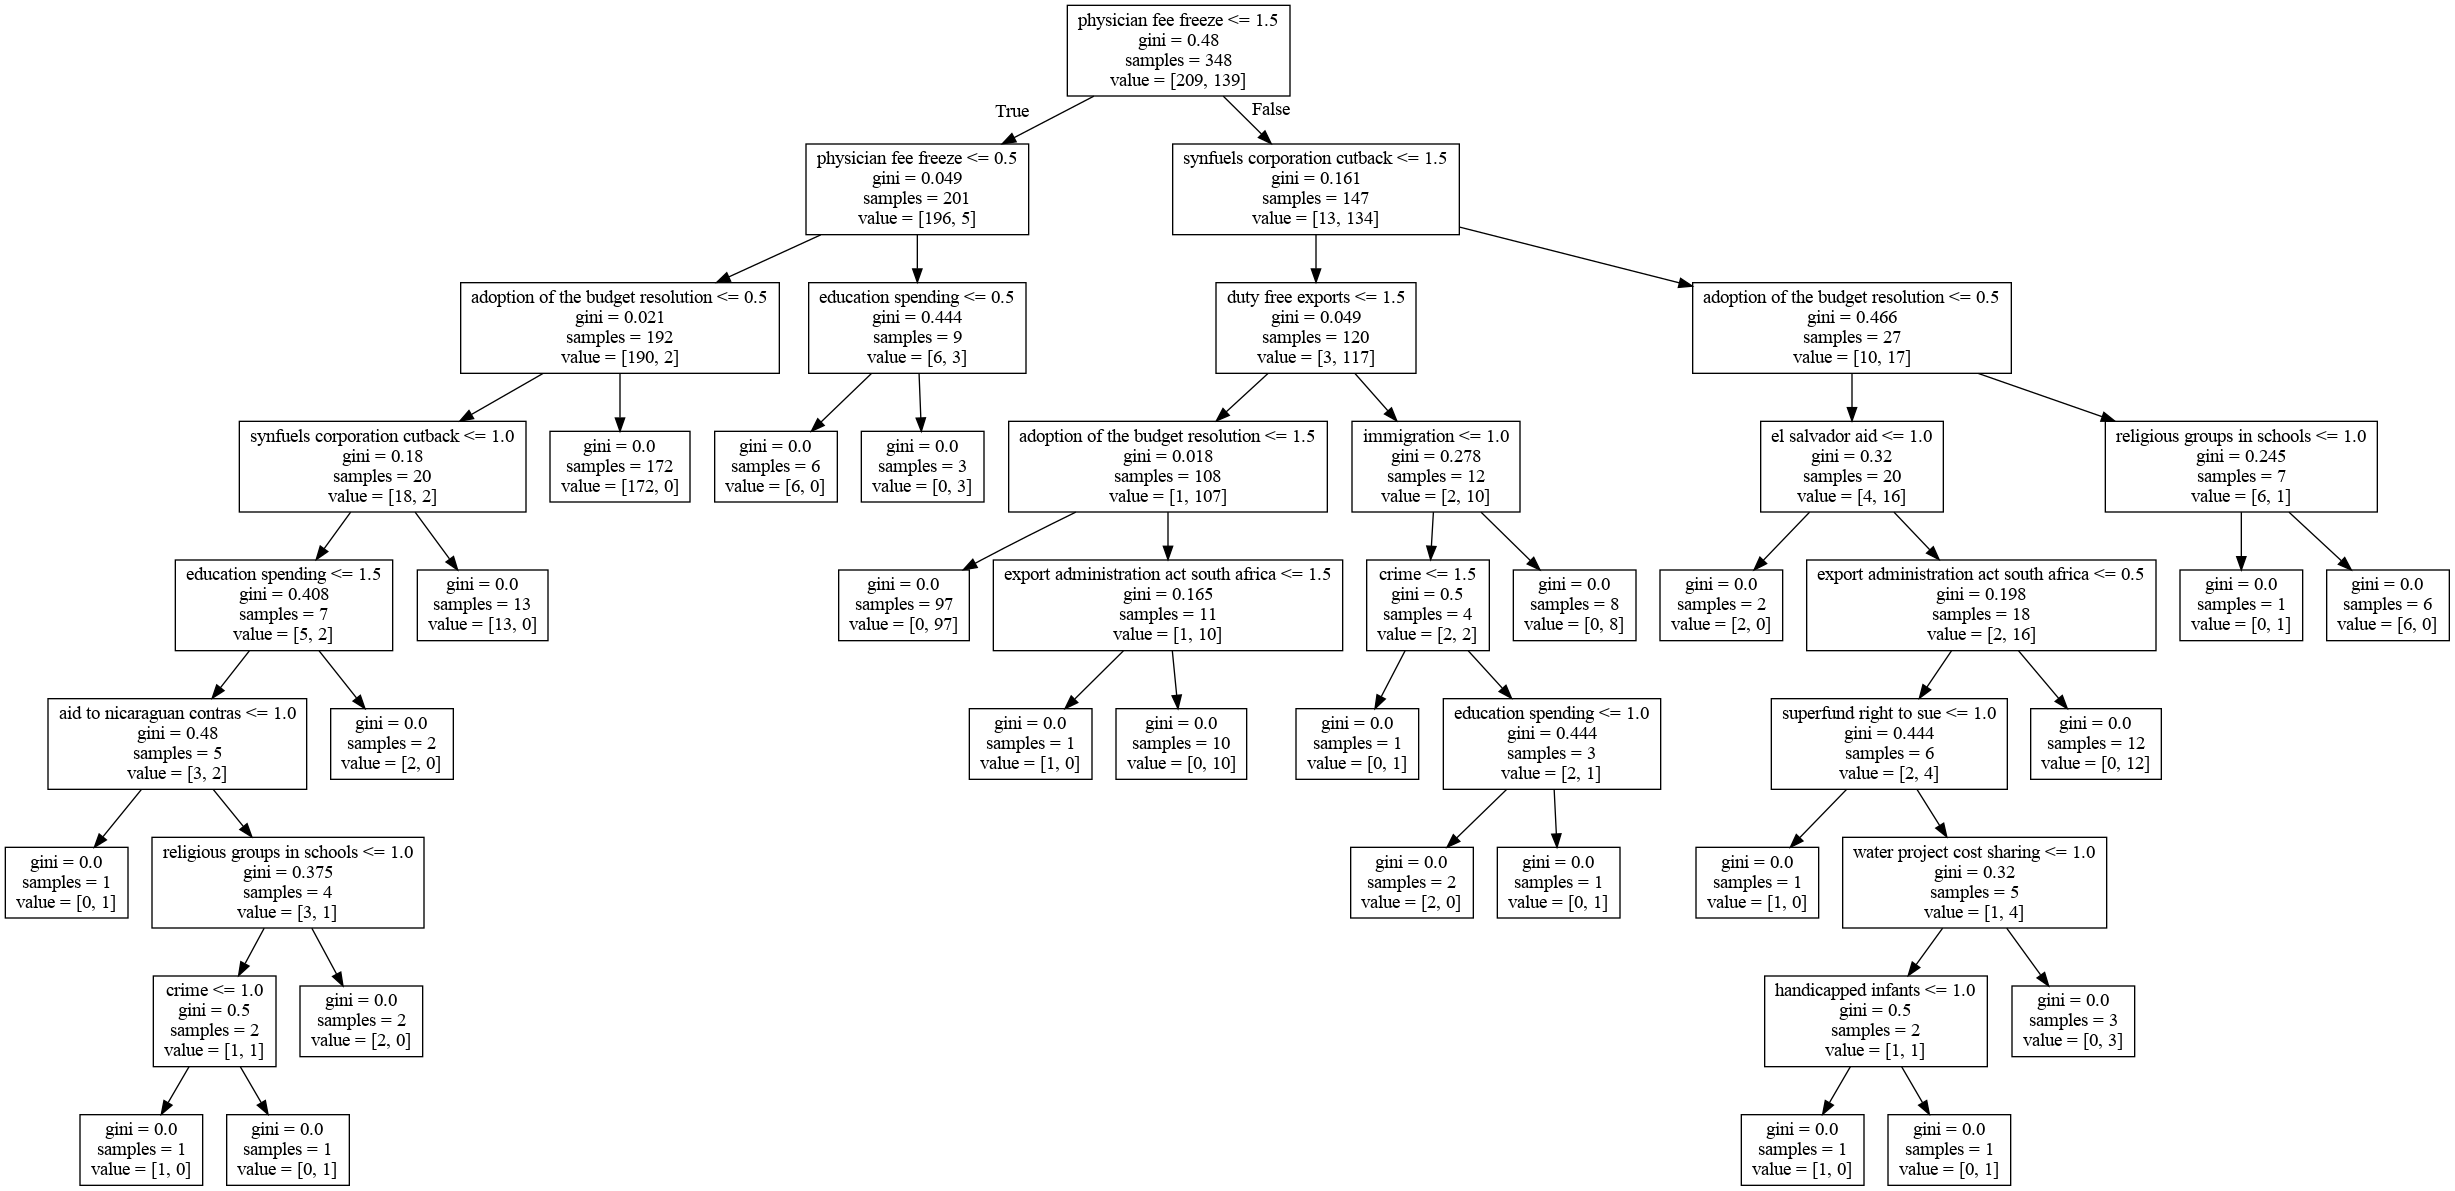 physician fee freeze <= 1.5
gini = 0.48
samples = 348
value = [209, 139]
True
False
physician fee freeze <= 0.5
gini = 0.049
samples = 201
value = [196, 5]
synfuels corporation cutback <= 1.5
gini = 0.161
samples = 147
value = [13, 134]
adoption of the budget resolution <= 0.5
gini = 0.021
samples = 192
value = [190, 2]
education spending <= 0.5
gini = 0.444
samples = 9
value = [6, 3]
duty free exports <= 1.5
gini = 0.049
samples = 120
value = [3, 117]
adoption of the budget resolution <= 0.5
gini = 0.466
samples = 27
value = [10, 17]
synfuels corporation cutback <= 1.0
gini = 0.18
samples = 20
value = [18, 2]
gini = 0.0
samples = 172
value = [172, 0]
gini = 0.0
samples = 6
value = [6, 0]
gini = 0.0
samples = 3
value = [0, 3]
adoption of the budget resolution <= 1.5
gini = 0.018
samples = 108
value = [1, 107]
immigration <= 1.0
gini = 0.278
samples = 12
value = [2, 10]
el salvador aid <= 1.0
gini = 0.32
samples = 20
value = [4, 16]
religious groups in schools <= 1.0
gini = 0.245
samples = 7
value = [6, 1]
education spending <= 1.5
gini = 0.408
samples = 7
value = [5, 2]
gini = 0.0
samples = 13
value = [13, 0]
gini = 0.0
samples = 97
value = [0, 97]
export administration act south africa <= 1.5
gini = 0.165
samples = 11
value = [1, 10]
crime <= 1.5
gini = 0.5
samples = 4
value = [2, 2]
gini = 0.0
samples = 8
value = [0, 8]
gini = 0.0
samples = 2
value = [2, 0]
export administration act south africa <= 0.5
gini = 0.198
samples = 18
value = [2, 16]
gini = 0.0
samples = 1
value = [0, 1]
gini = 0.0
samples = 6
value = [6, 0]
aid to nicaraguan contras <= 1.0
gini = 0.48
samples = 5
value = [3, 2]
gini = 0.0
samples = 2
value = [2, 0]
gini = 0.0
samples = 1
value = [1, 0]
gini = 0.0
samples = 10
value = [0, 10]
gini = 0.0
samples = 1
value = [0, 1]
education spending <= 1.0
gini = 0.444
samples = 3
value = [2, 1]
superfund right to sue <= 1.0
gini = 0.444
samples = 6
value = [2, 4]
gini = 0.0
samples = 12
value = [0, 12]
gini = 0.0
samples = 1
value = [0, 1]
religious groups in schools <= 1.0
gini = 0.375
samples = 4
value = [3, 1]
gini = 0.0
samples = 2
value = [2, 0]
gini = 0.0
samples = 1
value = [0, 1]
gini = 0.0
samples = 1
value = [1, 0]
water project cost sharing <= 1.0
gini = 0.32
samples = 5
value = [1, 4]
crime <= 1.0
gini = 0.5
samples = 2
value = [1, 1]
gini = 0.0
samples = 2
value = [2, 0]
handicapped infants <= 1.0
gini = 0.5
samples = 2
value = [1, 1]
gini = 0.0
samples = 3
value = [0, 3]
gini = 0.0
samples = 1
value = [1, 0]
gini = 0.0
samples = 1
value = [0, 1]
gini = 0.0
samples = 1
value = [1, 0]
gini = 0.0
samples = 1
value = [0, 1]